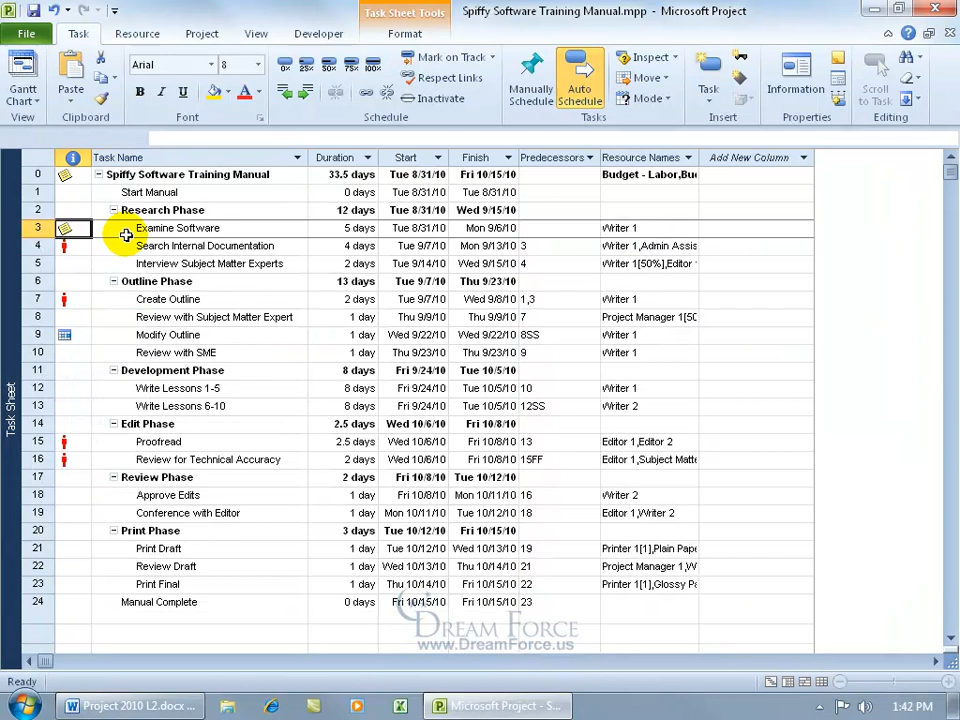 Task Sheet Tools
Spiffy Software Training Manual.mpp - Microsoft Project
File Task Resource Project View Developer Format
Gantt Chart
View
Paste
Clipboard
Arial 8
B I U A
Font
0% 25% 50% 75% 100%
Mark on Track
Respect Links
Inactivate
Schedule
Manually Schedule
Auto Schedule
Inspect
Move
Mode
Tasks
Task
Insert
Information
Properties
Scroll to Task
Editing
Task Name Duration Start Finish Predecessors Resource Names Add New Column
0 Spiffy Software Training Manual 33.5 days Tue 8/31/10 Fri 10/15/10 Budget - Labor,Bu
1 Start Manual 0 days Tue 8/31/10 Tue 8/31/10
2 Research Phase 12 days Tue 8/31/10 Wed 9/15/10
3 Examine Software 5 days Tue 8/31/10 Mon 9/6/10 Writer 1
4 Search Internal Documentation 4 days Tue 9/7/10 Mon 9/13/10 3 Writer 1,Admin Assis
5 Interview Subject Matter Experts 2 days Tue 9/14/10 Wed 9/15/10 4 Writer 1[50%],Editor
6 Outline Phase 13 days Tue 9/7/10 Thu 9/23/10
7 Create Outline 2 days Tue 9/7/10 Wed 9/8/10 1,3 Writer 1
8 Review with Subject Matter Expert 1 day Thu 9/9/10 Thu 9/9/10 7 Project Manager 1[50
9 Modify Outline 1 day Wed 9/22/10 Wed 9/22/10 8SS Writer 1
10 Review with SME 1 day Thu 9/23/10 Thu 9/23/10 9 Writer 1
11 Development Phase 8 days Fri 9/24/10 Tue 10/5/10
12 Write Lessons 1-5 8 days Fri 9/24/10 Tue 10/5/10 10 Writer 1
13 Write Lessons 6-10 8 days Fri 9/24/10 Tue 10/5/10 12SS Writer 2
14 Edit Phase 2.5 days Wed 10/6/10 Fri 10/8/10
15 Proofread 2.5 days Wed 10/6/10 Fri 10/8/10 13 Editor 1,Editor 2
16 Review for Technical Accuracy 2 days Wed 10/6/10 Fri 10/8/10 15FF Editor 1,Subject Matte
17 Review Phase 2 days Fri 10/8/10 Tue 10/12/10
18 Approve Edits 1 day Fri 10/8/10 Mon 10/11/10 16 Writer 2
19 Conference with Editor 1 day Mon 10/11/10 Tue 10/12/10 18 Editor 1,Writer 2
20 Print Phase 3 days Tue 10/12/10 Fri 10/15/10
21 Print Draft 1 day Tue 10/12/10 Wed 10/13/10 19 Printer 1[1],Plain Pape
22 Review Draft 1 day Wed 10/13/10 Thu 10/14/10 21 Project Manager 1,W
23 Print Final 1 day Thu 10/14/10 Fri 10/15/10 22 Printer 1[1],Glossy Pa
24 Manual Complete 0 days Fri 10/15/10 Fri 10/15/10 23
Task Sheet
DREAM FORCE
www.DreamForce.us
Ready
Project 2010 L2.docx ...
Microsoft Project - S...
1:42 PM